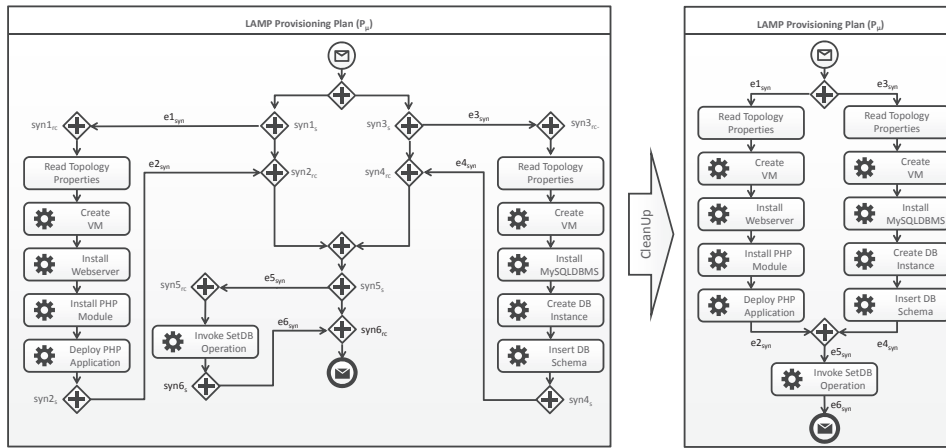 LAMP Provisioning Plan (Pμ)
syn1rc
e1syn
syn1s
syn3s
e3syn
syn3rc-
Read Topology
Properties
e2syn
syn2rc
syn4rc
e4syn
Read Topology
Properties
Create
VM
Create
VM
Install
Webserver
Install
MySQLDBMS
syn5rc
e5syn
syn5s
Install PHP
Module
Create DB
Instance
Invoke SetDB
Operation
e6syn
syn6rc
Deploy PHP
Application
Insert DB
Schema
syn6s
syn2s
syn4s
CleanUp
LAMP Provisioning Plan (Pμ)
e1syn
e3syn
Read Topology
Properties
Read Topology
Properties
Create
VM
Create
VM
Install
Webserver
Install
MySQLDBMS
Install PHP
Module
Create DB
Instance
Deploy PHP
Application
Insert DB
Schema
e2syn
e5syn
e4syn
Invoke SetDB
Operation
e6syn